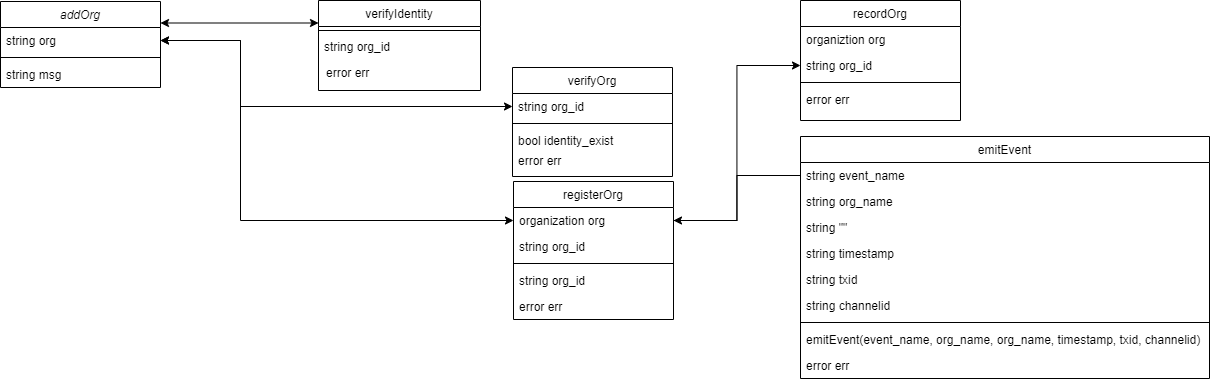 addOrg
string org
string msg
verifyIdentity
string org_id
error err
verifyOrg
string org_id
bool identity_exist
error err
registerOrg
organization org
string org_id
string org_id
error err
recordOrg
organiztion org
string org_id
error err
emitEvent
string event_name
string org_name
string ""
string timestamp
string txid
string channelid
emitEvent(event_name, org_name, org_name, timestamp, txid, channelid)
error err